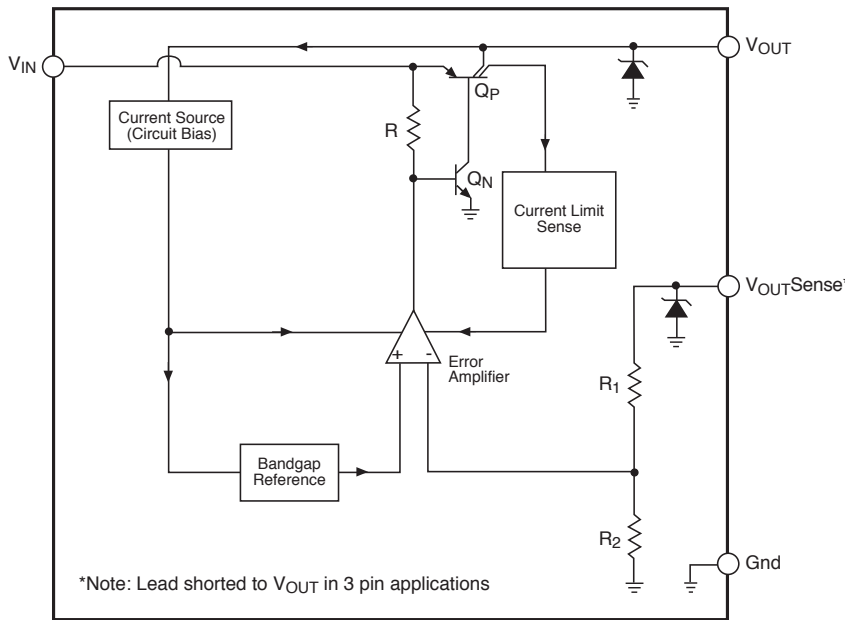 VOUT
VIN
QP
Current Source
(Circuit Bias)
R
QN
Current Limit
Sense
VOUTSense*
+ -
Error
Amplifier
R1
Bandgap
Reference
R2
Gnd
*Note: Lead shorted to VOUT in 3 pin applications